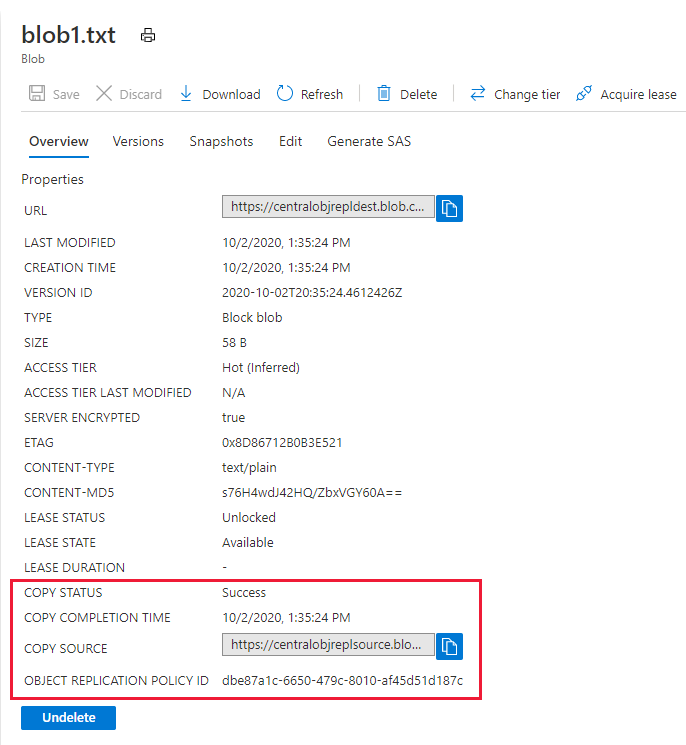 blob1.txt
Blob
Save Discard Download Refresh Delete Change tier Acquire lease
Overview Versions Snapshots Edit Generate SAS
Properties
URL https://centralobjrepldest.blob.c...
LAST MODIFIED 10/2/2020, 1:35:24 PM
CREATION TIME 10/2/2020, 1:35:24 PM
VERSION ID 2020-10-02T20:35:24.4612426Z
TYPE Block blob
SIZE 58 B
ACCESS TIER Hot (Inferred)
ACCESS TIER LAST MODIFIED N/A
SERVER ENCRYPTED true
ETAG 0x8D86712B0B3E521
CONTENT-TYPE text/plain
CONTENT-MD5 s76H4wdJ42HQ/ZbxVGY60A==
LEASE STATUS Unlocked
LEASE STATE Available
LEASE DURATION -
COPY STATUS Success
COPY COMPLETION TIME 10/2/2020, 1:35:24 PM
COPY SOURCE https://centralobjreplsource.blo...
OBJECT REPLICATION POLICY ID dbe87a1c-6650-479c-8010-af45d51d187c
Undelete